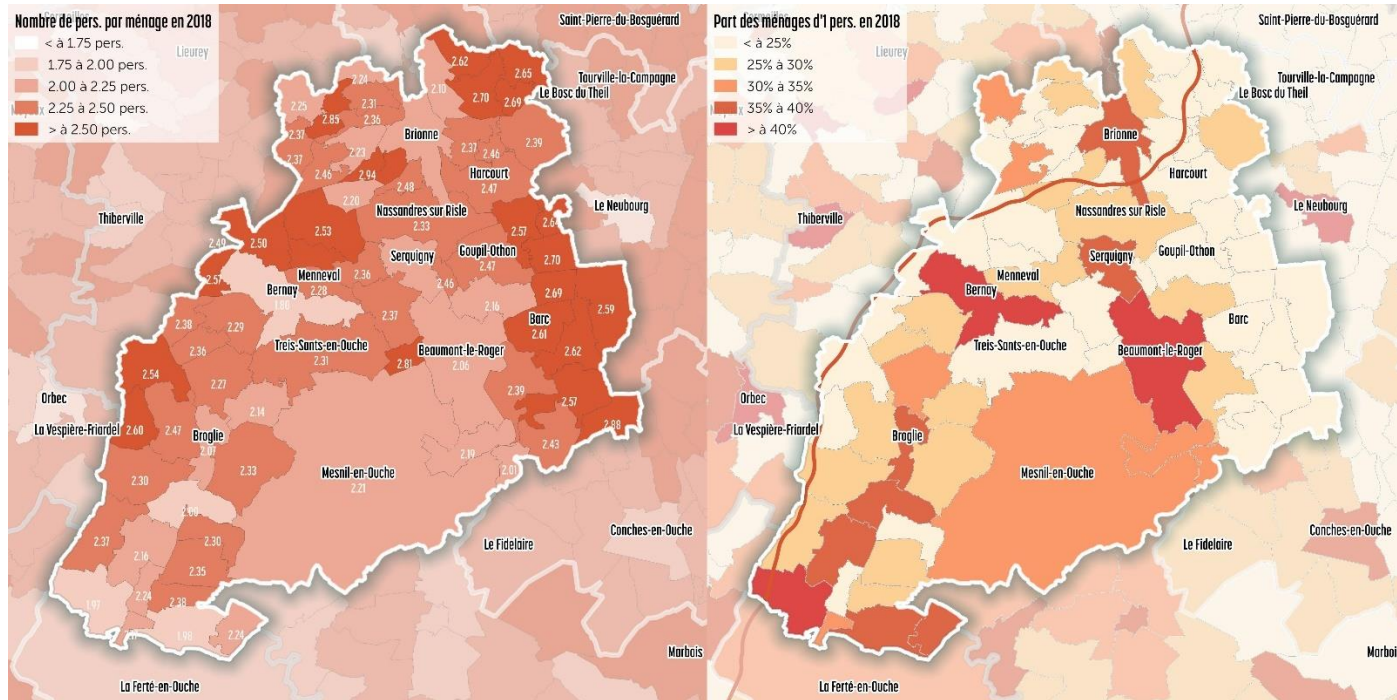 Nombre de pers. par ménage en 2018
< à 1.75 pers.
1.75 à 2.00 pers.
2.00 à 2.25 pers.
2.25 à 2.50 pers.
> à 2.50 pers.
Lieurey
Saint-Pierre-du-Bosguérard
Tourville-la-Campagne
Le Bosc du Theil
2.62
2.65
2.24
2.10
2.70
2.69
2.25
2.31
2.85
2.36
2.37
Brionne
2.39
2.23
2.37
2.46
2.37
2.46
2.94
Harcourt
2.47
2.48
2.20
Le Neubourg
Thiberville
Nassandres sur Risle
2.33
2.57
2.64
2.53
2.50
2.49
Serquigny
Goupil-Othon
2.47
2.70
2.57
Menneval
2.36
2.28
2.46
Bernay
1.80
2.69
2.59
2.16
2.37
Barc
2.61
2.38
2.29
Treis-Sants-en-Ouche
2.31
2.36
Beaumont-le-Roger
2.06
2.81
2.62
2.54
2.27
2.39
2.57
Orbec
2.14
La Vespière-Friardel
2.60
2.47
Broglie
2.88
2.43
2.19
2.01
2.33
Mesnil-en-Ouche
2.21
2.30
Conches-en-Ouche
2.37
2.30
2.16
Le Fidelaire
2.35
2.24
2.38
1.97
1.98
2.24
Marbois
La Ferté-en-Ouche
Part des ménages d'1 pers. en 2018
< à 25%
25% à 30%
30% à 35%
35% à 40%
> à 40%
Lieurey
Saint-Pierre-du-Bosguérard
Tourville-la-Campagne
Le Bosc du Theil
Brionne
Harcourt
Le Neubourg
Thiberville
Nassandres sur Risle
Serquigny
Goupil-Othon
Menneval
Bernay
Barc
Treis-Sants-en-Ouche
Beaumont-le-Roger
Orbec
La Vespière-Friardel
Broglie
Mesnil-en-Ouche
Conches-en-Ouche
Le Fidelaire
Marboi
La Ferté-en-Ouche